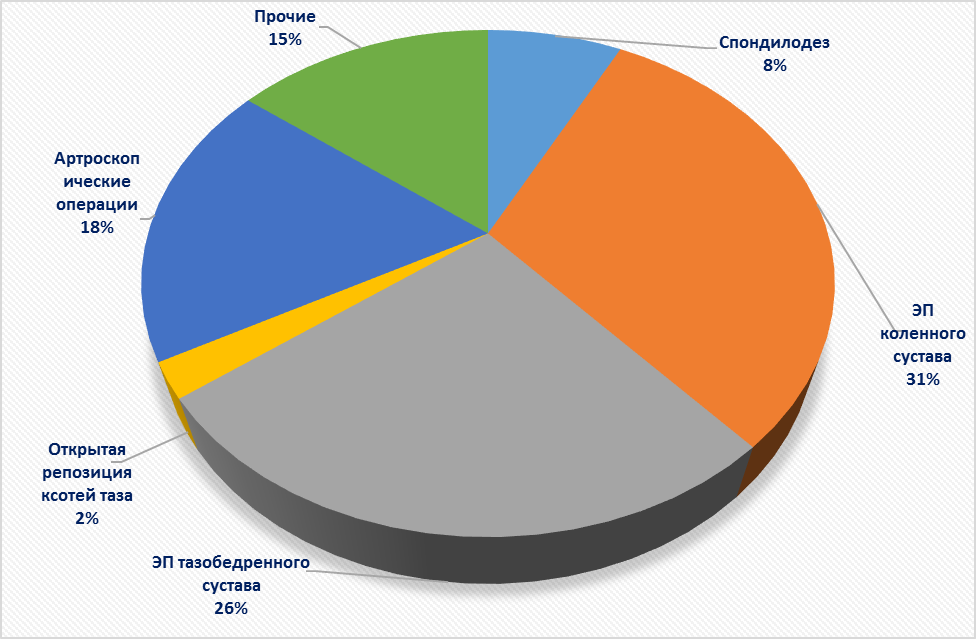 Прочие
15%
Спондилодез
8%
Артроскоп
ические
операции
18%
ЭП
коленного
сустава
31%
Открытая
репозиция
ксотей таза
2%
ЭП тазобедренного
сустава
26%